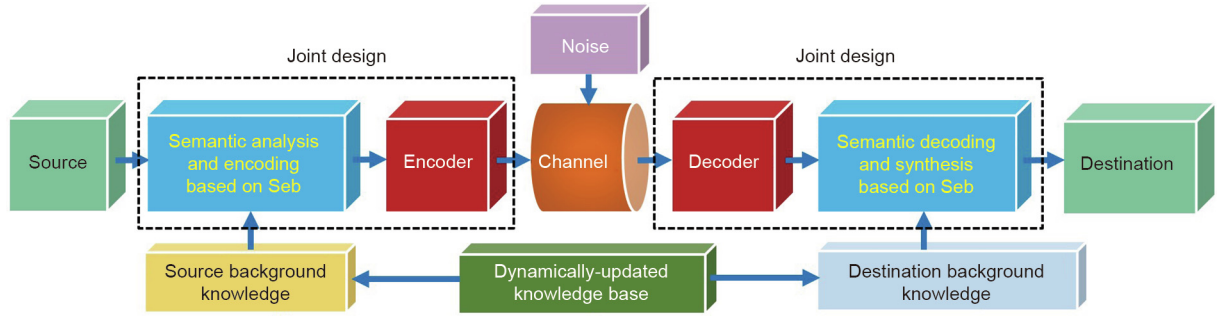 Joint design
Noise
Joint design
Source
Semantic analysis
and encoding
based on Seb
Encoder
Channel
Decoder
Semantic decoding
and synthesis
based on Seb
Destination
Source background
knowledge
Dynamically-updated
knowledge base
Destination background
knowledge